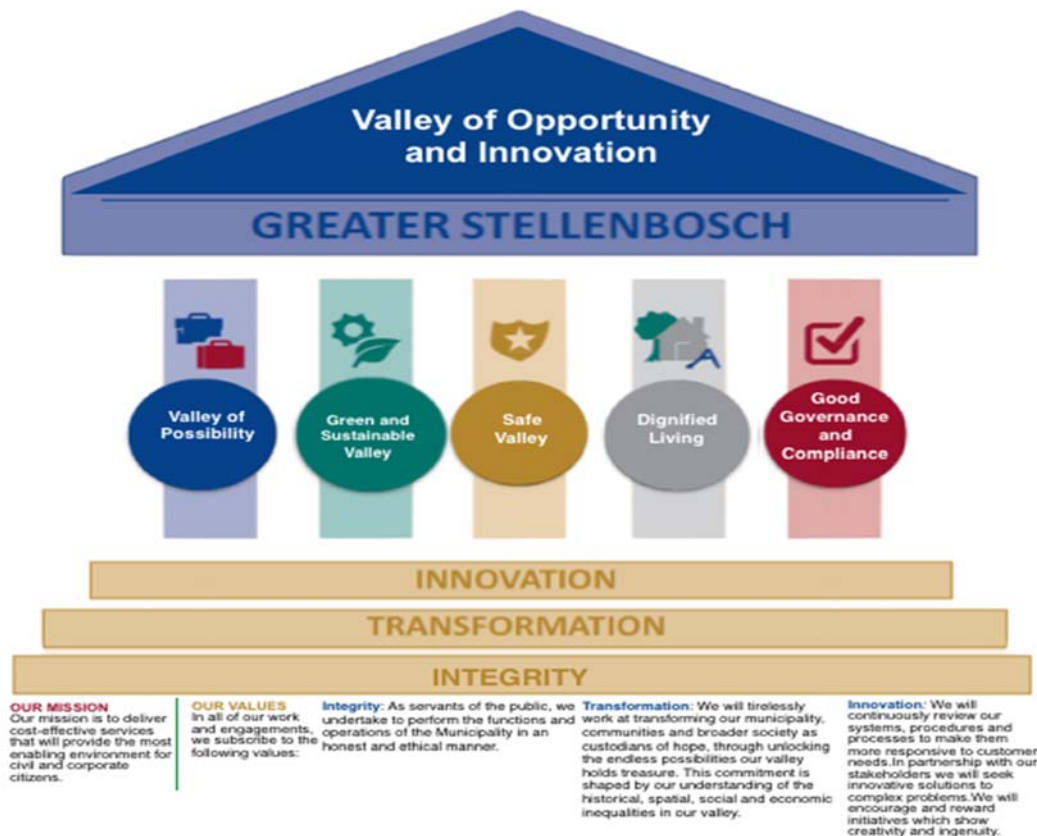 Valley of Opportunity
and Innovation
GREATER STELLENBOSCH
Valley of
Possibility
Green and
Sustainable
Valley
Safe
Valley
Dignified
Living
Good
Governance
and
Compliance
INNOVATION
TRANSFORMATION
INTEGRITY
OUR MISSION
Our mission is to deliver
cost-effective services
that will provide the most
enabling environment for
civil and corporate
citizens.
OUR VALUES
In all of our work
and engagements,
we subscribe to the
following values:
Integrity: As servants of the public, we
undertake to perform the functions and
operations of the Municipality in an
honest and ethical manner.
Transformation: We will tirelessly
work at transforming our municipality,
communities and broader society as
custodians of hope, through unlocking
the endless possibilities our valley
holds treasure. This commitment is
shaped by our understanding of the
historical, spatial, social and economic
inequalities in our valley.
Innovation: We will
continuously review our
systems, procedures and
processes to make them
more responsive to customer
needs.In partnership with our
stakeholders we will seek
innovative solutions to
complex problems.We will
encourage and reward
initiatives which show
creativity and ingenuity.